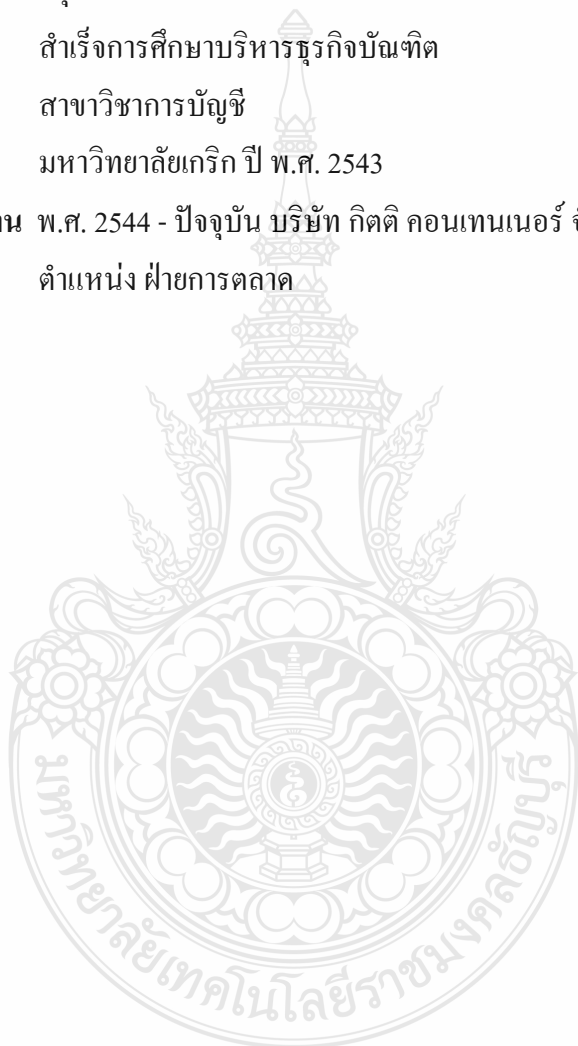 สำเร็จการศึกษาบริหารธุรกิจบัณฑิต
สาขาวิชาการบัญชี
มหาวิทยาลัยเกริก ปี พ.ศ. 2543
พ.ศ. 2544 - ปัจจุบัน บริษัท กิตติ คอนเทนเนอร์
ตำแหน่ง ฝ่ายการตลาด
มหาวิทยาลัยเทคโนโลยีราชมงคลธัญบุรี